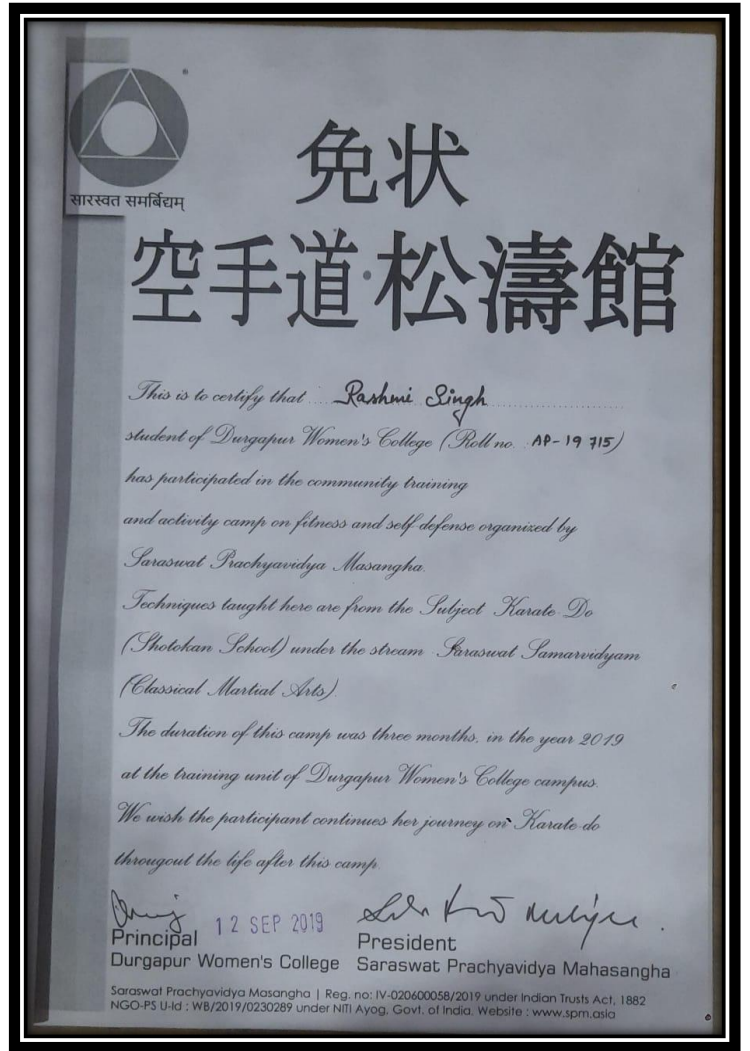 सारस्वत समर्बिद्यम्
免状
空手道・松濤館
This is to certify that Rashmi Singh
student of Durgapur Women's College (Roll no. AP-19 715)
has participated in the community training
and activity camp on fitness and self-defense organized by
Saraswat Prachyavidya Masangha.
Techniques taught here are from the Subject Karate-Do
(Shotokan School) under the stream Saraswat Samarvidyam
(Classical Martial Arts)
The duration of this camp was three months, in the year 2019
at the training unit of Durgapur Women's College campus.
We wish the participant continues her journey on Karate-do
througout the life after this camp.
12 SEP 2019
Principal
Durgapur Women's College
President
Saraswat Prachyavidya Mahasangha
Saraswat Prachyavidya Masangha | Reg. no: IV-020600058/2019 under Indian Trusts Act, 1882
NGO-PS U-Id : WB/2019/0230289 under NITI Ayog, Govt. of India, Website : www.spm.asia